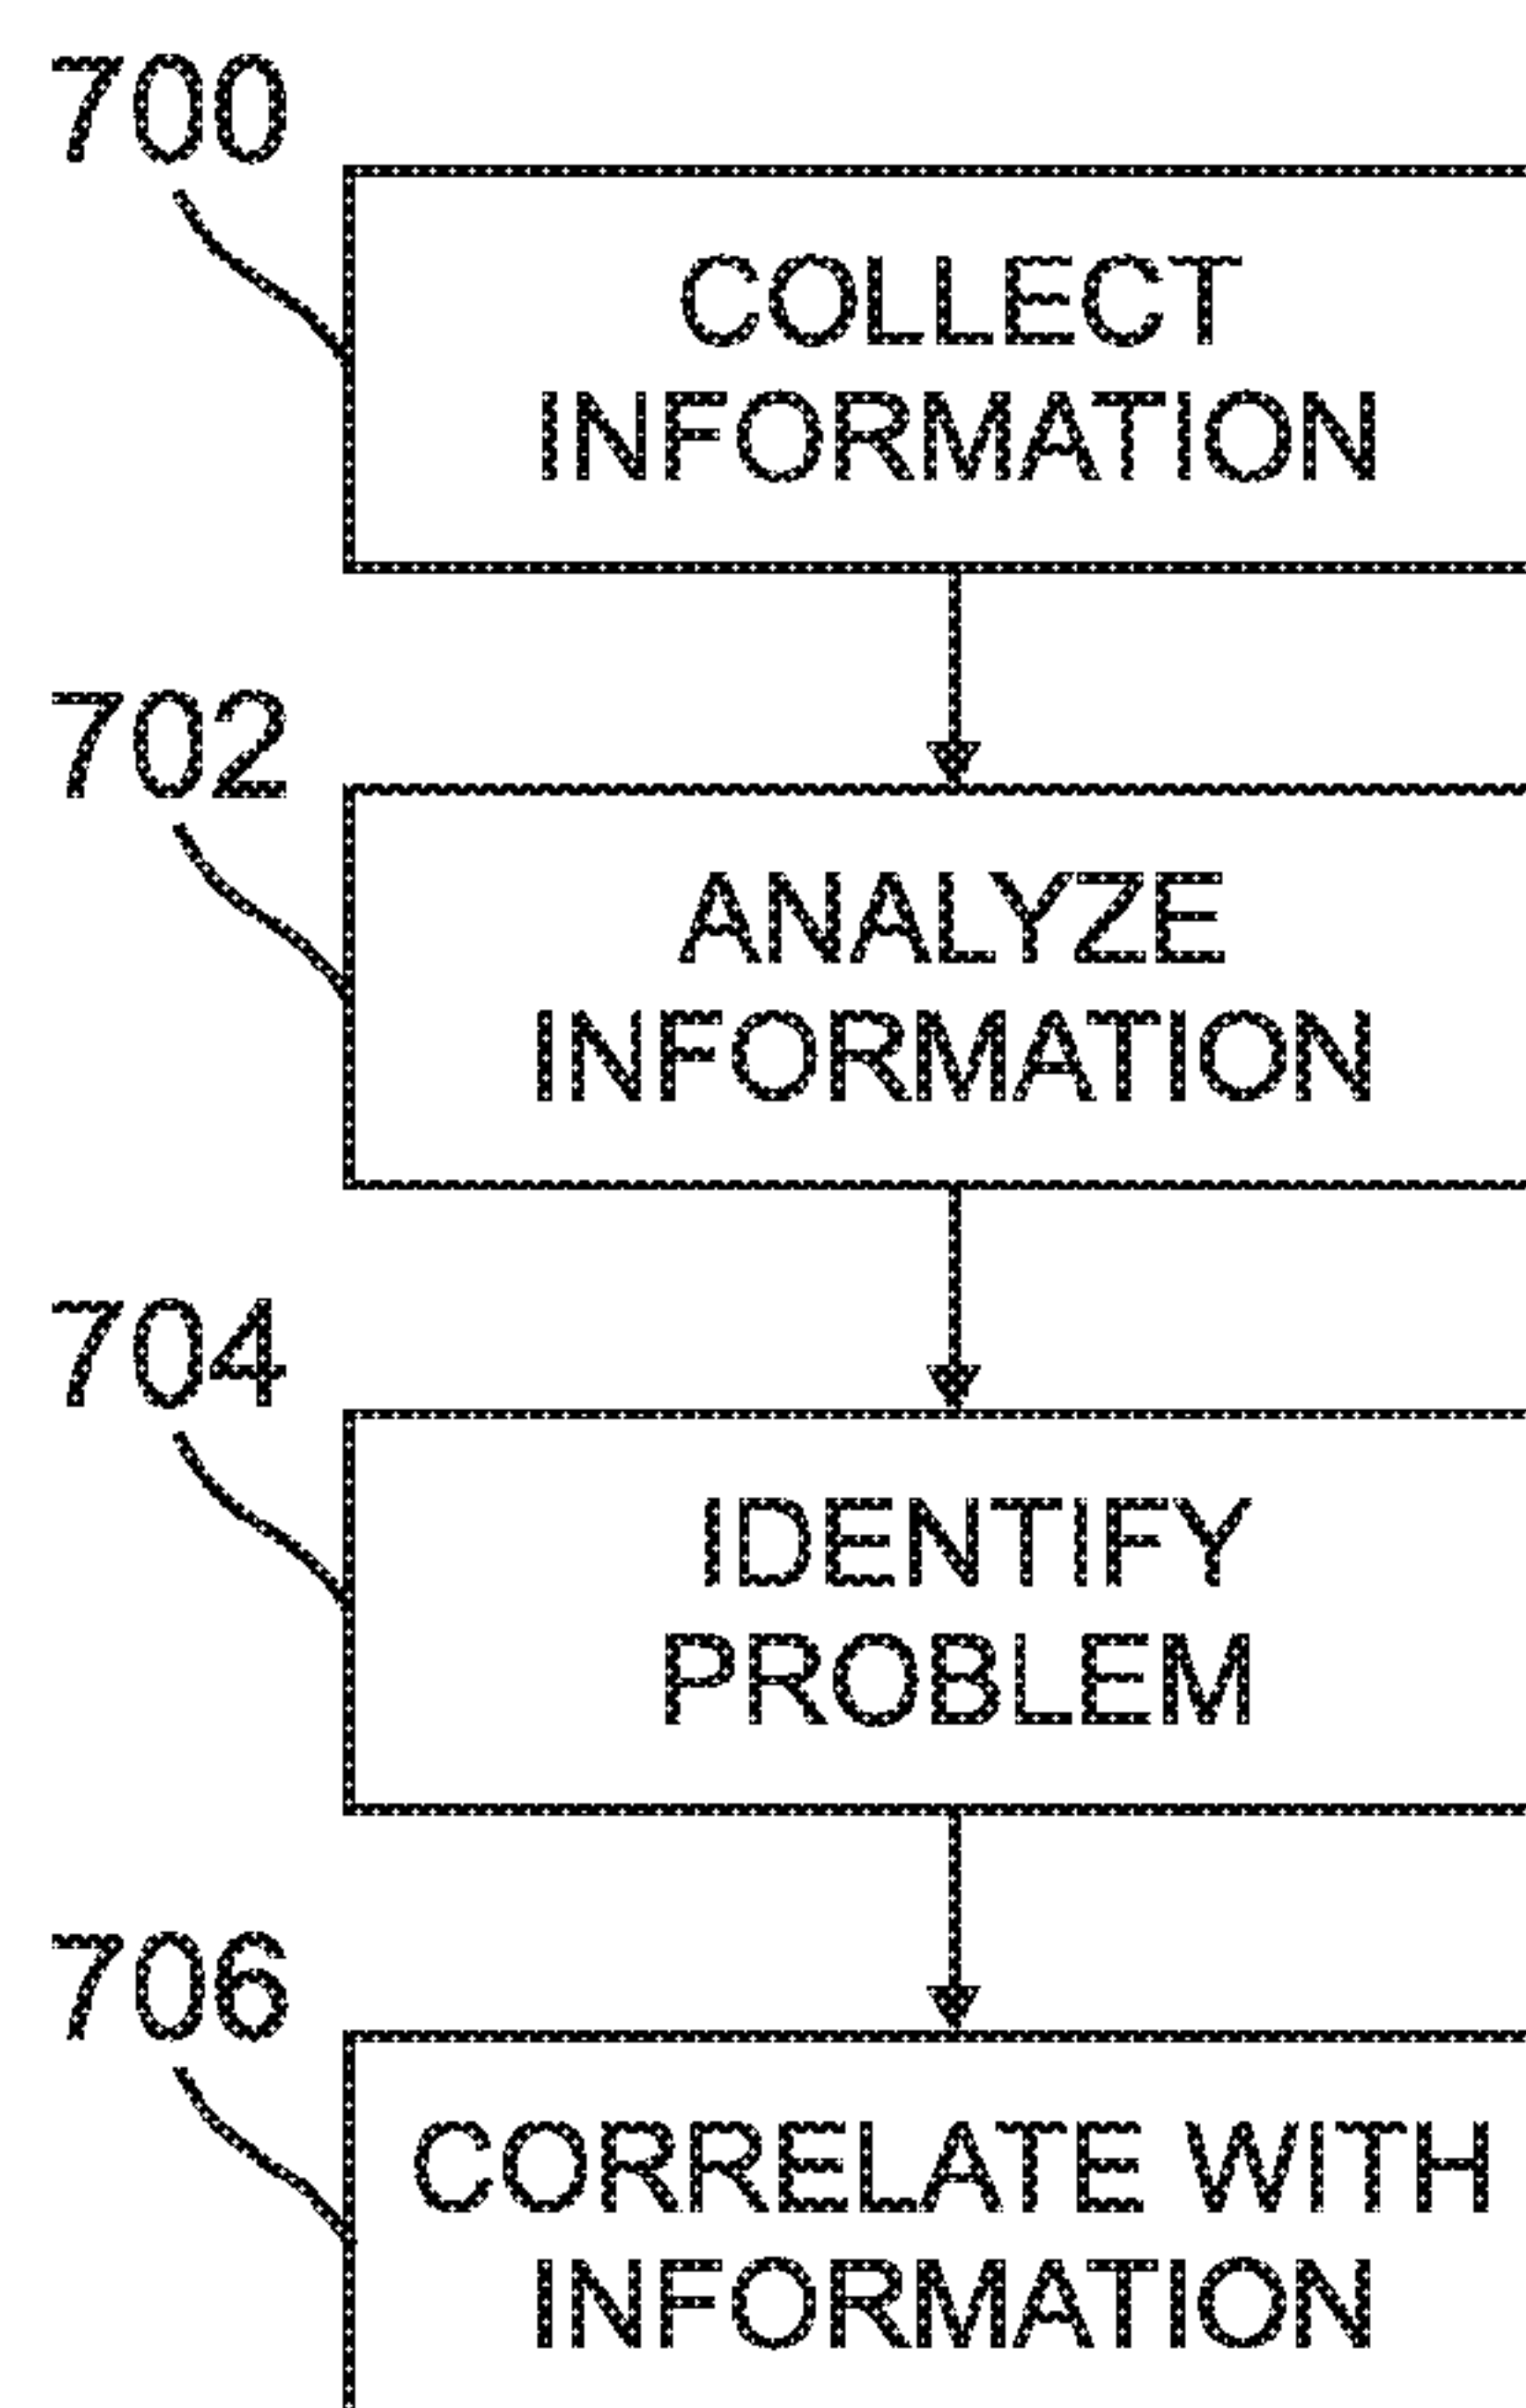 700
COLLECT
INFORMATION
702
ANALYZE
INFORMATION
704
IDENTIFY
PROBLEM
706
CORRELATE WITH
INFORMATION